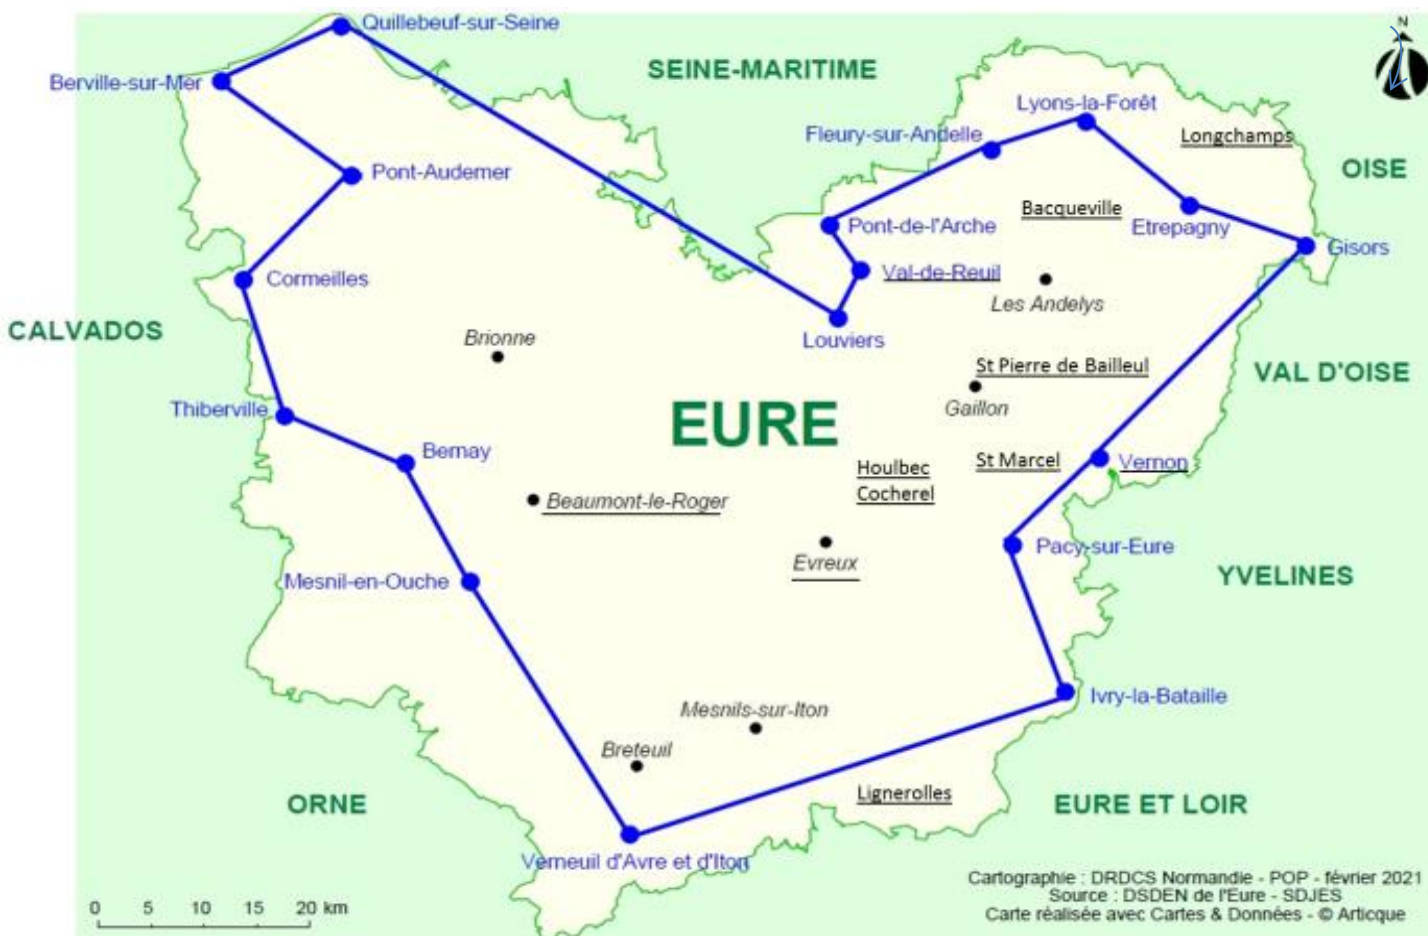 N
Quillebeuf-sur-Seine
SEINE-MARITIME
Berville-sur-Mer
Lyons-la-Forêt
Fleury-sur-Andelle
Longchamps
OISE
Pont-Audemer
Bacqueville
Pont-de-l'Arche
Etrepagny
Gisors
Cormeilles
Val-de-Reuil
Les Andelys
CALVADOS
Brionne
Louviers
St Pierre de Bailleul
VAL D'OISE
Thiberville
Gaillon
EURE
Bernay
St Marcel
Vernon
Houlbec
Cocherel
Beaumont-le-Roger
Pacy-sur-Eure
Evreux
YVELINES
Mesnil-en-Ouche
Ivry-la-Bataille
Mesnils-sur-Iton
Breteuil
Lignerolles
ORNE
EURE ET LOIR
Verneuil d'Avre et d'Iton
Cartographie : DRDCS Normandie - POP - février 2021
Source : DSDEN de l'Eure - SDJES
Carte réalisée avec Cartes & Données - © Articque
0 5 10 15 20 km